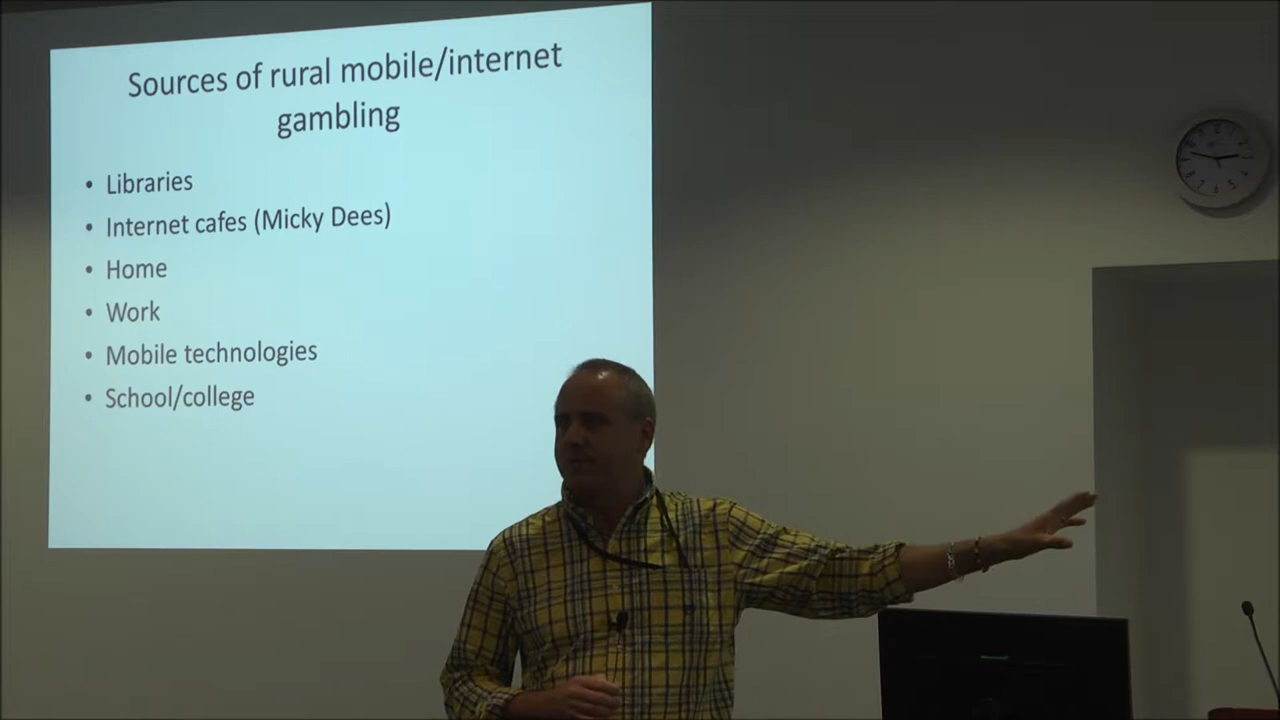 Sources of rural mobile/internet
gambling
• Libraries
• Internet cafes (Micky Dees)
• Home
• Work
• Mobile technologies
• School/college